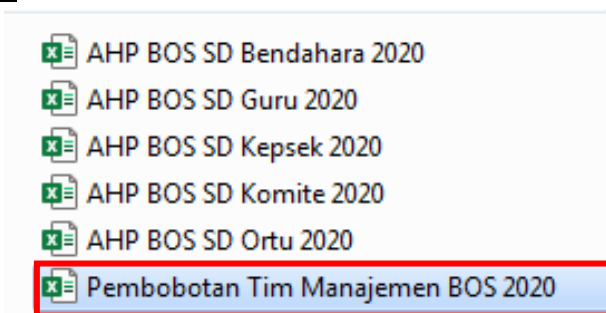 AHP BOS SD Bendahara 2020
AHP BOS SD Guru 2020
AHP BOS SD Kepsek 2020
AHP BOS SD Komite 2020
AHP BOS SD Ortu 2020
Pembobotan Tim Manajemen BOS 2020